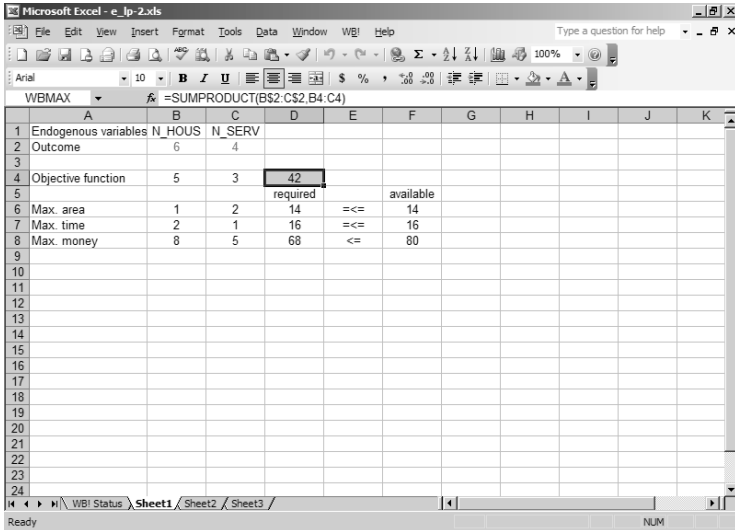 Microsoft Excel - e_lp-2.xls
File Edit View Insert Format Tools Data Window WB! Help Type a question for help
100%
Arial 10 B I U $ % ,
WBMAX fx =SUMPRODUCT(B$2:C$2,B4:C4)
A B C D E F G H I J K
1 Endogenous variables N_HOUS N_SERV
2 Outcome 6 4
3
4 Objective function 5 3 42
5 required available
6 Max. area 1 2 14 =<= 14
7 Max. time 2 1 16 =<= 16
8 Max. money 8 5 68 <= 80
9
10
11
12
13
14
15
16
17
18
19
20
21
22
23
24
WB! Status Sheet1 Sheet2 Sheet3
Ready NUM